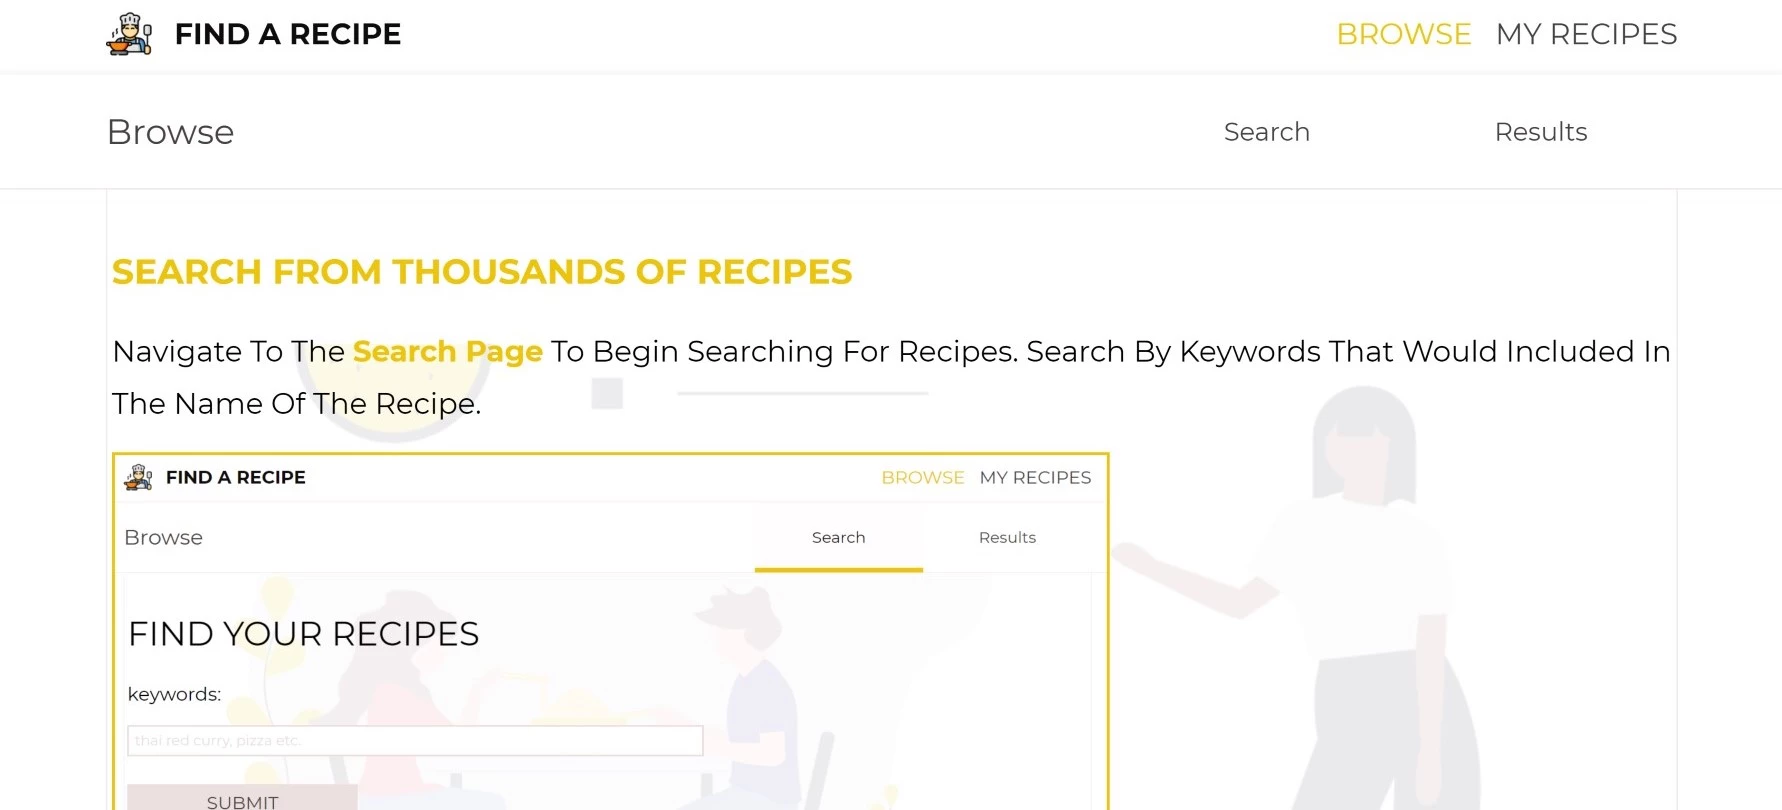 FIND A RECIPE
BROWSE MY RECIPES
Browse
Search Results
SEARCH FROM THOUSANDS OF RECIPES
Navigate To The Search Page To Begin Searching For Recipes. Search By Keywords That Would Included In
The Name Of The Recipe.
FIND A RECIPE
BROWSE MY RECIPES
Browse
Search Results
FIND YOUR RECIPES
keywords:
thai red curry, pizza etc.
SUBMIT